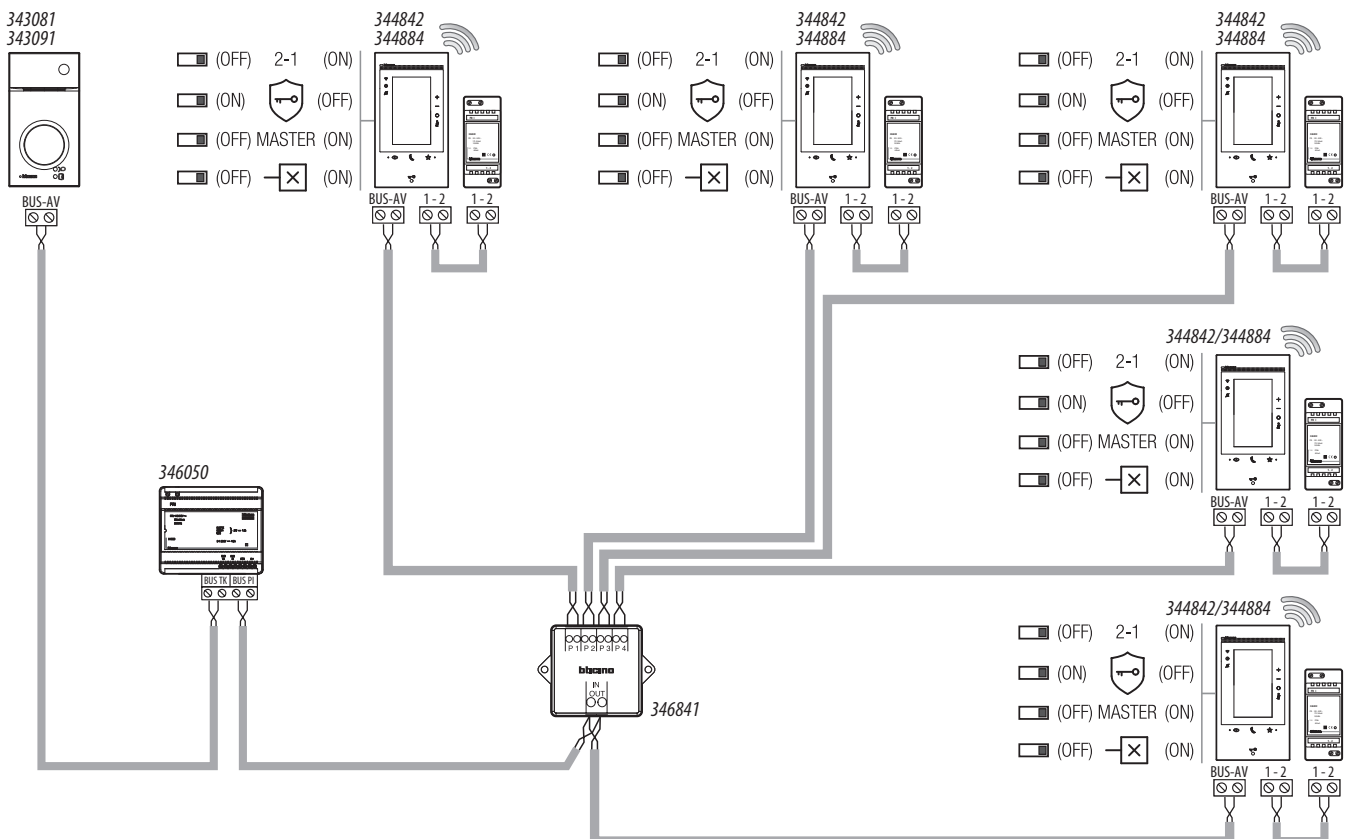 343081
343091
BUS-AV
344842
344884
(OFF) 2-1 (ON)
(ON) (OFF)
(OFF) MASTER (ON)
(OFF) (ON)
BUS-AV 1 - 2 1 - 2
344842
344884
(OFF) 2-1 (ON)
(ON) (OFF)
(OFF) MASTER (ON)
(OFF) (ON)
BUS-AV 1 - 2 1 - 2
344842
344884
(OFF) 2-1 (ON)
(ON) (OFF)
(OFF) MASTER (ON)
(OFF) (ON)
BUS-AV 1 - 2 1 - 2
344842/344884
(OFF) 2-1 (ON)
(ON) (OFF)
(OFF) MASTER (ON)
(OFF) (ON)
BUS-AV 1 - 2 1 - 2
346050
BUS TK BUS PI
P1 P2 P3 P4
bticino
IN
OUT
346841
344842/344884
(OFF) 2-1 (ON)
(ON) (OFF)
(OFF) MASTER (ON)
(OFF) (ON)
BUS-AV 1 - 2 1 - 2